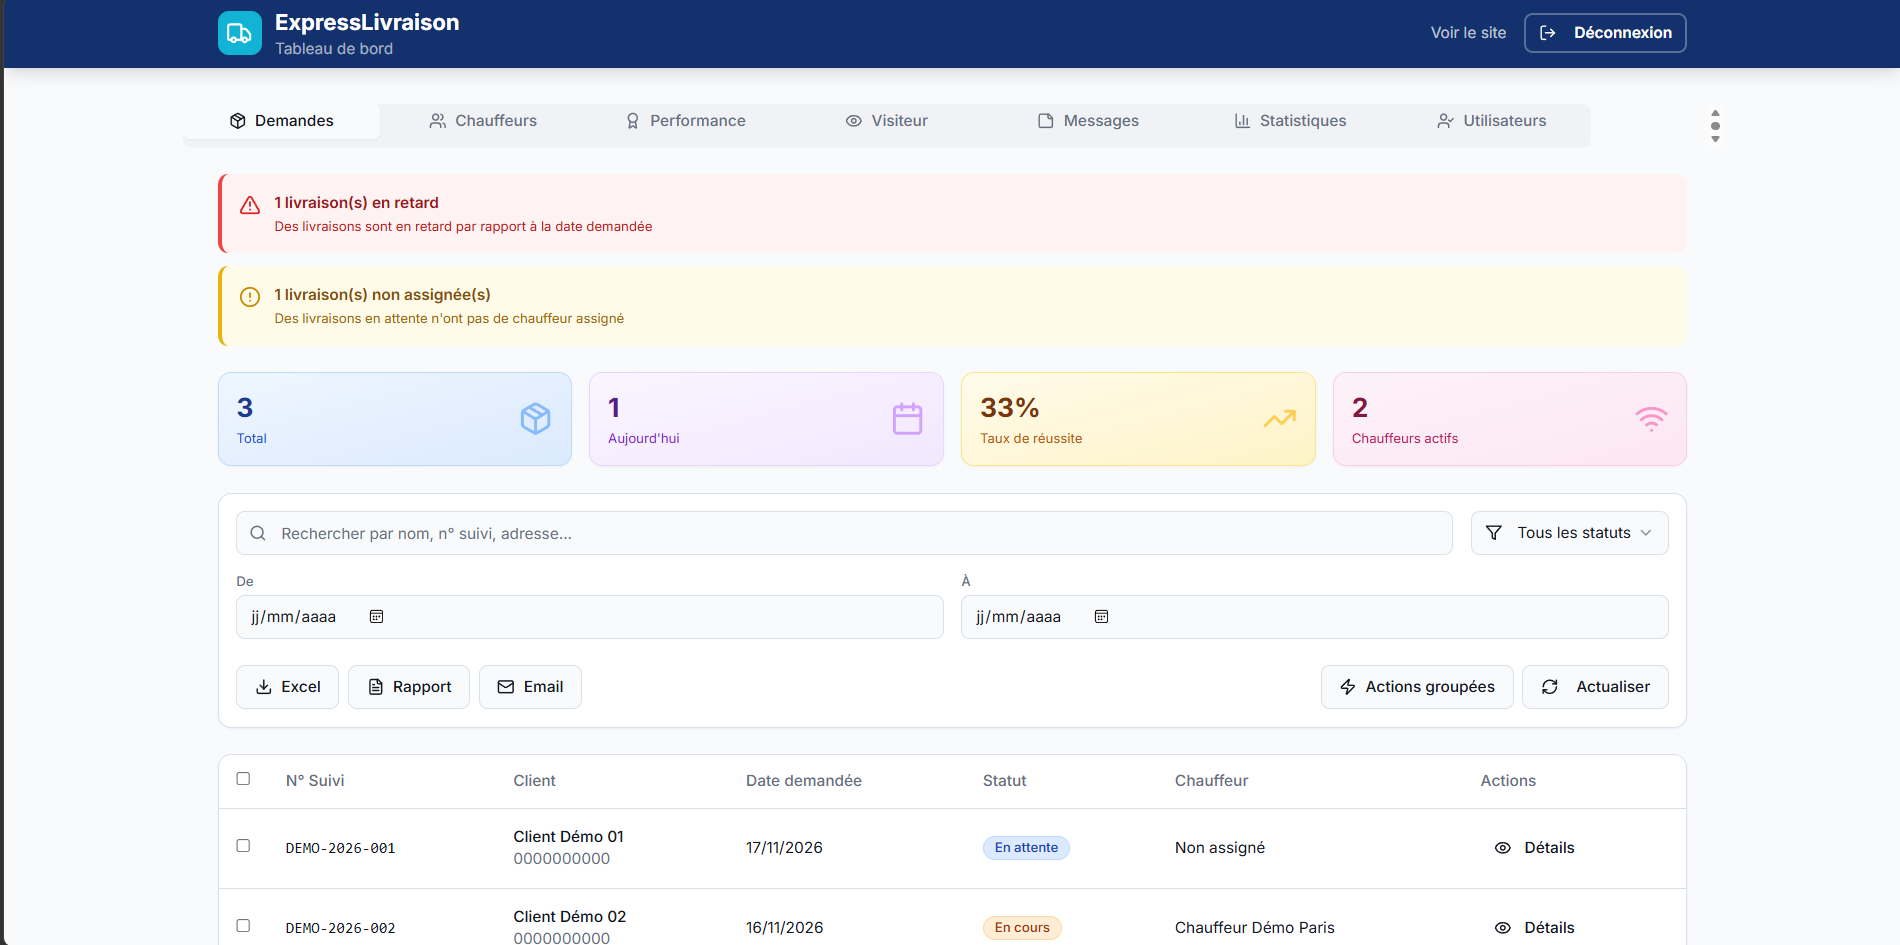 ExpressLivraison
Tableau de bord
Voir le site
Déconnexion
Demandes
Chauffeurs
Performance
Visiteur
Messages
Statistiques
Utilisateurs
1 livraison(s) en retard
Des livraisons sont en retard par rapport à la date demandée
1 livraison(s) non assignée(s)
Des livraisons en attente n'ont pas de chauffeur assigné
3
Total
1
Aujourd'hui
33%
Taux de réussite
2
Chauffeurs actifs
Rechercher par nom, n° suivi, adresse...
Tous les statuts
De
À
jj/mm/aaaa
jj/mm/aaaa
Excel
Rapport
Email
Actions groupées
Actualiser
N° Suivi
Client
Date demandée
Statut
Chauffeur
Actions
DEMO-2026-001
Client Démo 01
0000000000
17/11/2026
En attente
Non assigné
Détails
DEMO-2026-002
Client Démo 02
0000000000
16/11/2026
En cours
Chauffeur Démo Paris
Détails